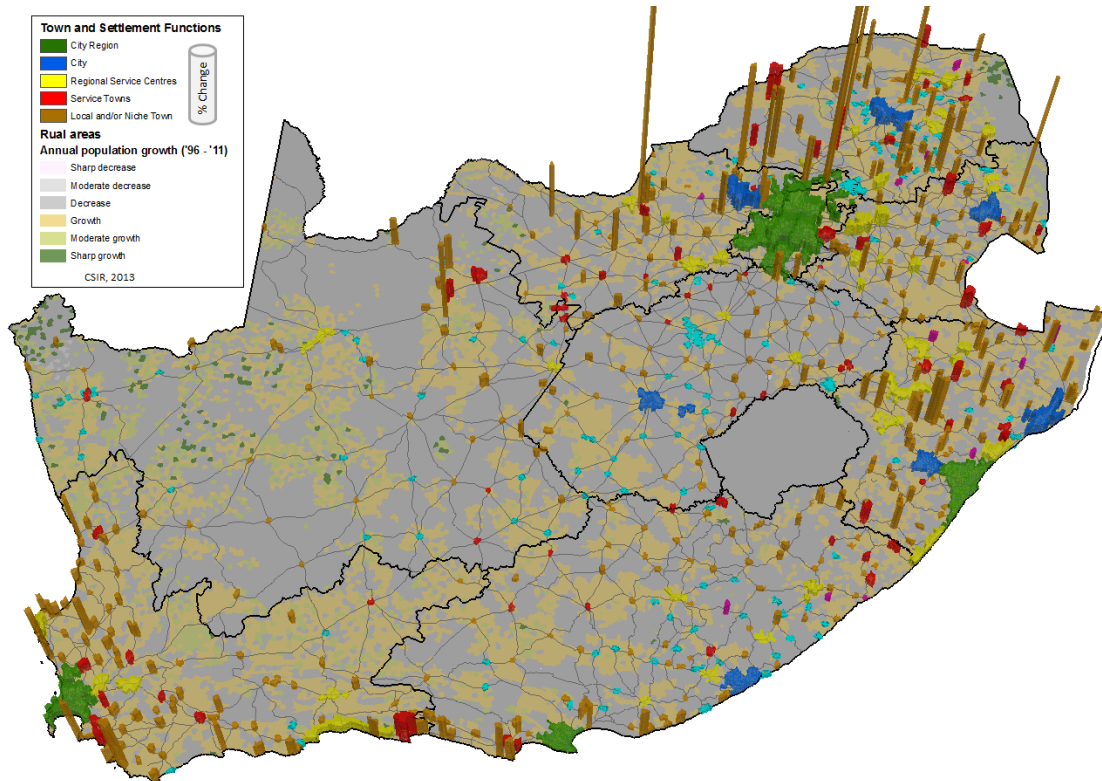 Town and Settlement Functions
City Region
City
Regional Service Centres
Service Towns
Local and/or Niche Town
% Change
Rual areas
Annual population growth ('96 - '11)
Sharp decrease
Moderate decrease
Decrease
Growth
Moderate growth
Sharp growth
CSIR, 2013